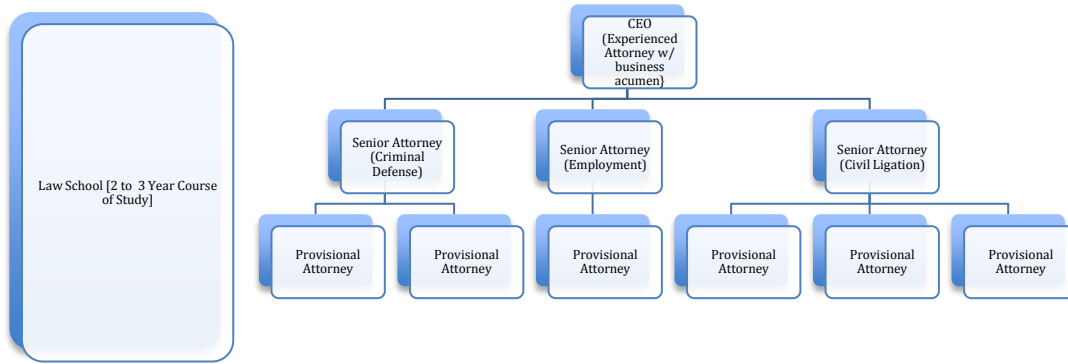 Law School [2 to 3 Year Course
of Study]
CEO
(Experienced
Attorney w/
business
acumen}
Senior Attorney
(Criminal
Defense)
Senior Attorney
(Employment)
Senior Attorney
(Civil Ligation)
Provisional
Attorney
Provisional
Attorney
Provisional
Attorney
Provisional
Attorney
Provisional
Attorney
Provisional
Attorney